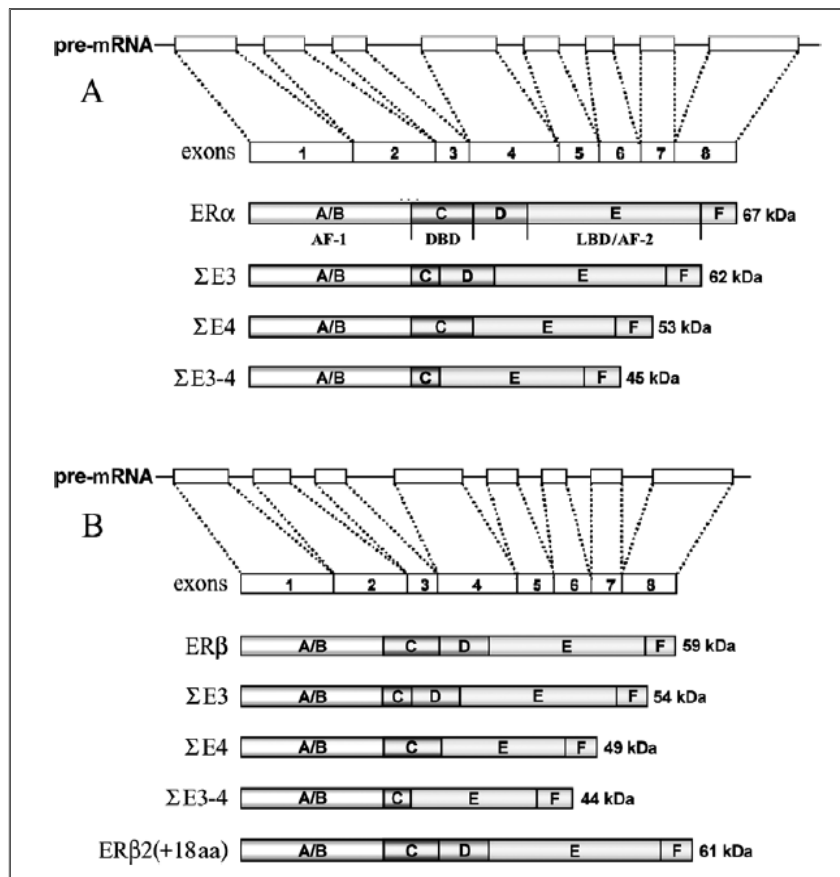 pre-mRNA
A
exons 1 2 3 4 5 6 7 8
ERα A/B C D E F 67 kDa
AF-1 DBD LBD/AF-2
ΣE3 A/B C D E F 62 kDa
ΣE4 A/B C E F 53 kDa
ΣE3-4 A/B C E F 45 kDa
pre-mRNA
B
exons 1 2 3 4 5 6 7 8
ERβ A/B C D E F 59 kDa
ΣE3 A/B C D E F 54 kDa
ΣE4 A/B C E F 49 kDa
ΣE3-4 A/B C E F 44 kDa
ERβ2(+18aa) A/B C D E F 61 kDa